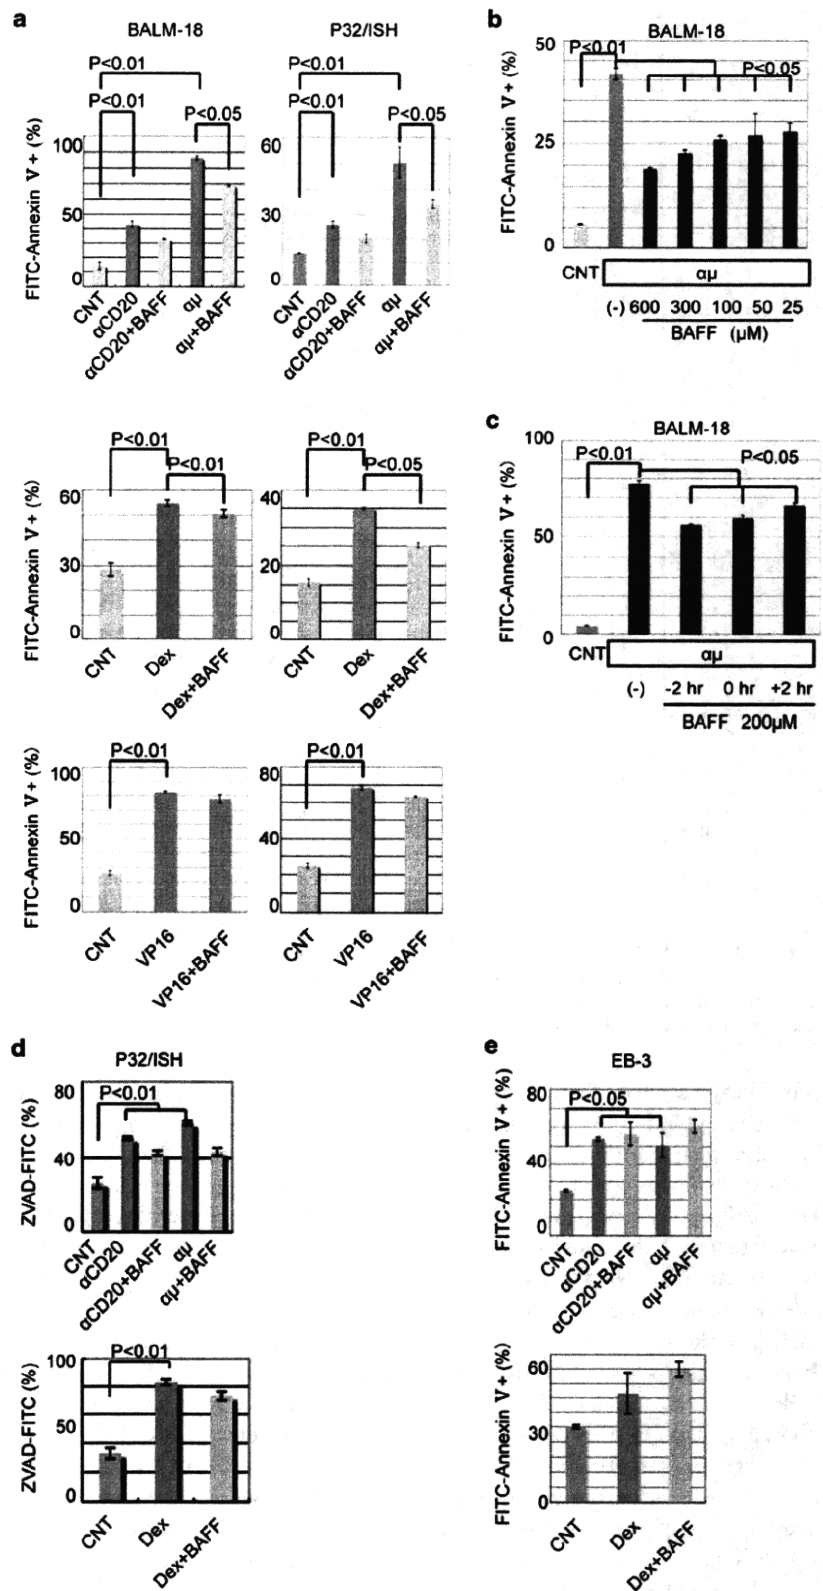 a
BALM-18
P32/ISH
P<0.01
P<0.01
P<0.05
FITC-Annexin V+ (%)
100
50
0
CNT
αCD20
αCD20+BAFF
αμ
αμ+BAFF
P<0.01
P<0.01
P<0.05
60
30
0
CNT
αCD20
αCD20+BAFF
αμ
αμ+BAFF
b
BALM-18
P<0.01
P<0.05
FITC-Annexin V+ (%)
50
25
0
CNT
αμ
(-) 600 300 100 50 25
BAFF (μM)
P<0.01
P<0.01
FITC-Annexin V+ (%)
60
30
0
CNT
Dex
Dex+BAFF
P<0.01
P<0.05
40
20
0
CNT
Dex
Dex+BAFF
c
BALM-18
P<0.01
P<0.05
FITC-Annexin V+ (%)
100
50
0
CNT
αμ
(-) -2 hr 0 hr +2 hr
BAFF 200μM
P<0.01
FITC-Annexin V+ (%)
100
50
0
CNT
VP16
VP16+BAFF
P<0.01
80
40
0
CNT
VP16
VP16+BAFF
d
P32/ISH
P<0.01
ZVAD-FITC (%)
80
40
0
CNT
αCD20
αCD20+BAFF
αμ
αμ+BAFF
P<0.01
ZVAD-FITC (%)
100
50
0
CNT
Dex
Dex+BAFF
e
EB-3
P<0.05
FITC-Annexin V+ (%)
80
40
0
CNT
αCD20
αCD20+BAFF
αμ
αμ+BAFF
FITC-Annexin V+ (%)
60
30
0
CNT
Dex
Dex+BAFF